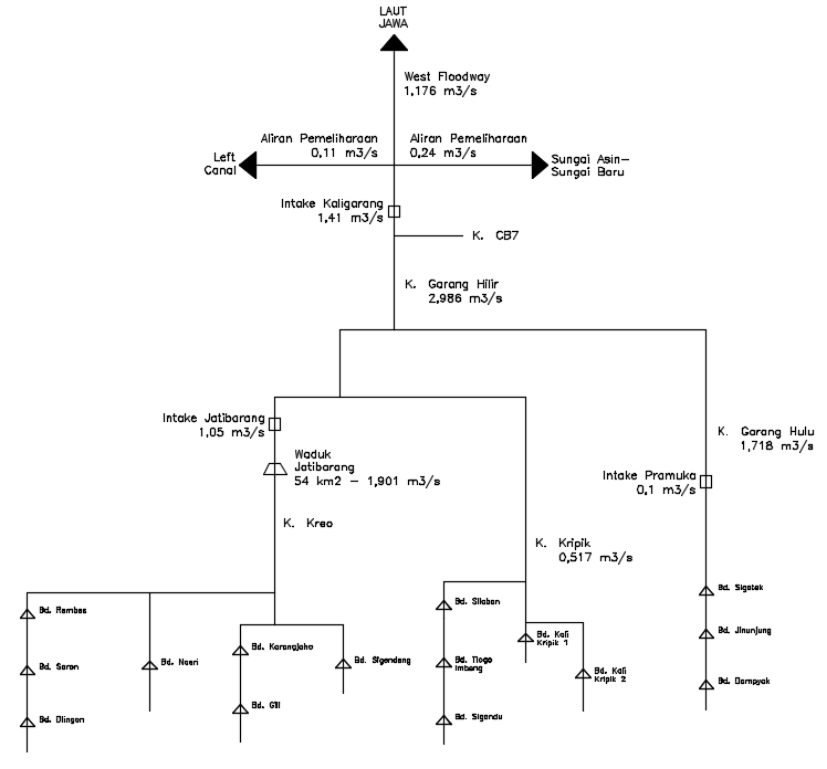 LAUT
JAWA
West Floodway
1,176 m3/s
Aliran Pemeliharaan
0,11 m3/s
Aliran Pemeliharaan
0,24 m3/s
Left
Canal
Sungai Asin-
Sungai Baru
Intake Kaligarang
1,41 m3/s
K. CB7
K. Garang Hilir
2,986 m3/s
Intake Jatibarang
1,05 m3/s
K. Garang Hulu
1,718 m3/s
Waduk
Jatibarang
54 km2 - 1,901 m3/s
Intake Pramuka
0,1 m3/s
K. Kreo
K. Kripik
0,517 m3/s
Bd. Sigotek
Bd. Rambas
Bd. Silaban
Bd. Jinunjung
Bd. Kali
Kripik 1
Bd. Karangjoho
Bd. Saron
Bd. Nasri
Bd. Sigendang
Bd. Tlogo
Imbang
Bd. Kali
Kripik 2
Bd. Dampyak
Bd. Gili
Bd. Dlingan
Bd. Sigandu